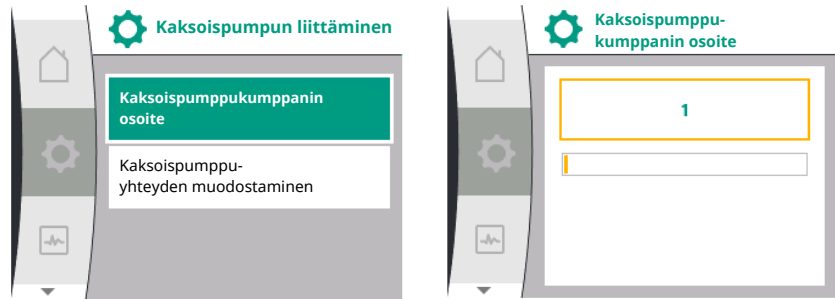 Kaksoispumpun liittäminen
Kaksoispumppukumppanin
osoite
Kaksoispumppu-
yhteyden muodostaminen
Kaksoispumppu-
kumppanin osoite
1